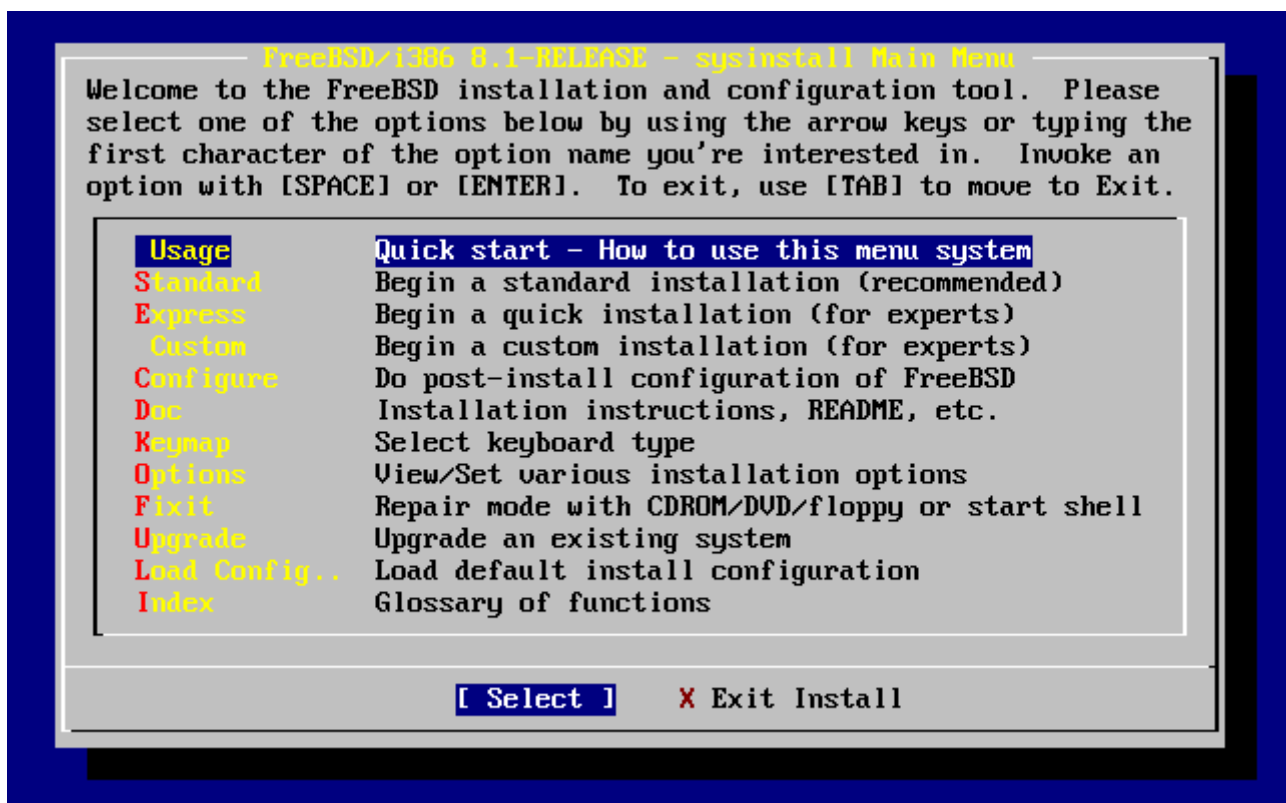 FreeBSD/i386 8.1-RELEASE - sysinstall Main Menu
Welcome to the FreeBSD installation and configuration tool.  Please
select one of the options below by using the arrow keys or typing the
first character of the option name you're interested in.  Invoke an
option with [SPACE] or [ENTER].  To exit, use [TAB] to move to Exit.
Usage Quick start - How to use this menu system
Standard Begin a standard installation (recommended)
Express Begin a quick installation (for experts)
Custom Begin a custom installation (for experts)
Configure Do post-install configuration of FreeBSD
Doc Installation instructions, README, etc.
Keymap Select keyboard type
Options View/Set various installation options
Fixit Repair mode with CDROM/DVD/floppy or start shell
Upgrade Upgrade an existing system
Load Config.. Load default install configuration
Index Glossary of functions
[ Select ] X Exit Install